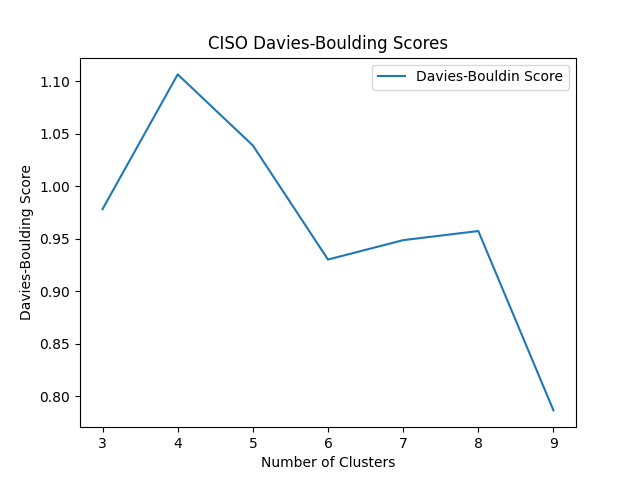 CISO Davies-Boulding Scores
Davies-Bouldin Score
1.10
1.05
1.00
0.95
0.90
0.85
0.80
Davies-Boulding Score
3 4 5 6 7 8 9
Number of Clusters